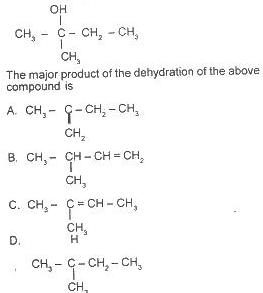 OH
CH₃ - C - CH₂ - CH₃
CH₃
The major product of the dehydration of the above
compound is
A. CH₃ - C - CH₂ - CH₃
CH₂
B. CH₃ - CH - CH = CH₂
CH₃
C. CH₃ - C = CH - CH₃
CH₃
D. H
CH₃ - C - CH₂ - CH₃
CH₃